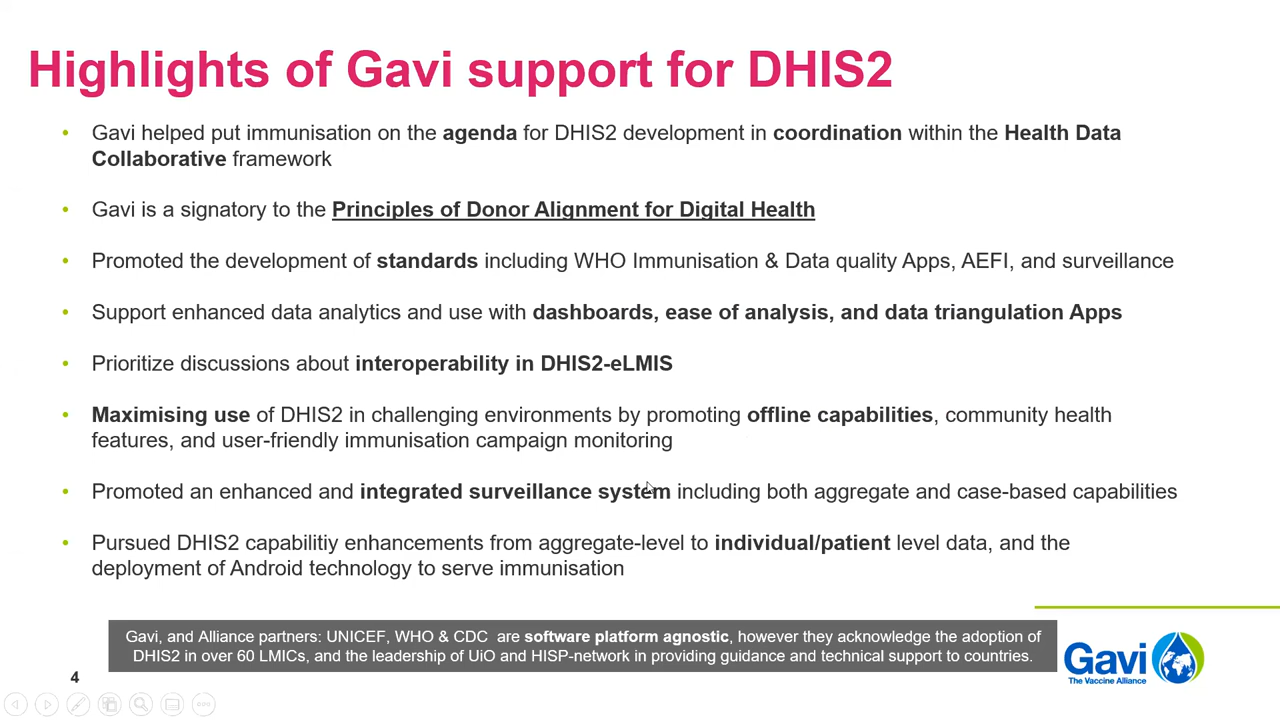 Highlights of Gavi support for DHIS2
• Gavi helped put immunisation on the agenda for DHIS2 development in coordination within the Health Data
Collaborative framework
• Gavi is a signatory to the Principles of Donor Alignment for Digital Health
• Promoted the development of standards including WHO Immunisation & Data quality Apps, AEFI, and surveillance
• Support enhanced data analytics and use with dashboards, ease of analysis, and data triangulation Apps
• Prioritize discussions about interoperability in DHIS2-eLMIS
• Maximising use of DHIS2 in challenging environments by promoting offline capabilities, community health
features, and user-friendly immunisation campaign monitoring
• Promoted an enhanced and integrated surveillance system including both aggregate and case-based capabilities
• Pursued DHIS2 capabilitiy enhancements from aggregate-level to individual/patient level data, and the
deployment of Android technology to serve immunisation
Gavi, and Alliance partners: UNICEF, WHO & CDC are software platform agnostic, however they acknowledge the adoption of
DHIS2 in over 60 LMICs, and the leadership of UiO and HISP-network in providing guidance and technical support to countries.
Gavi
The Vaccine Alliance
4